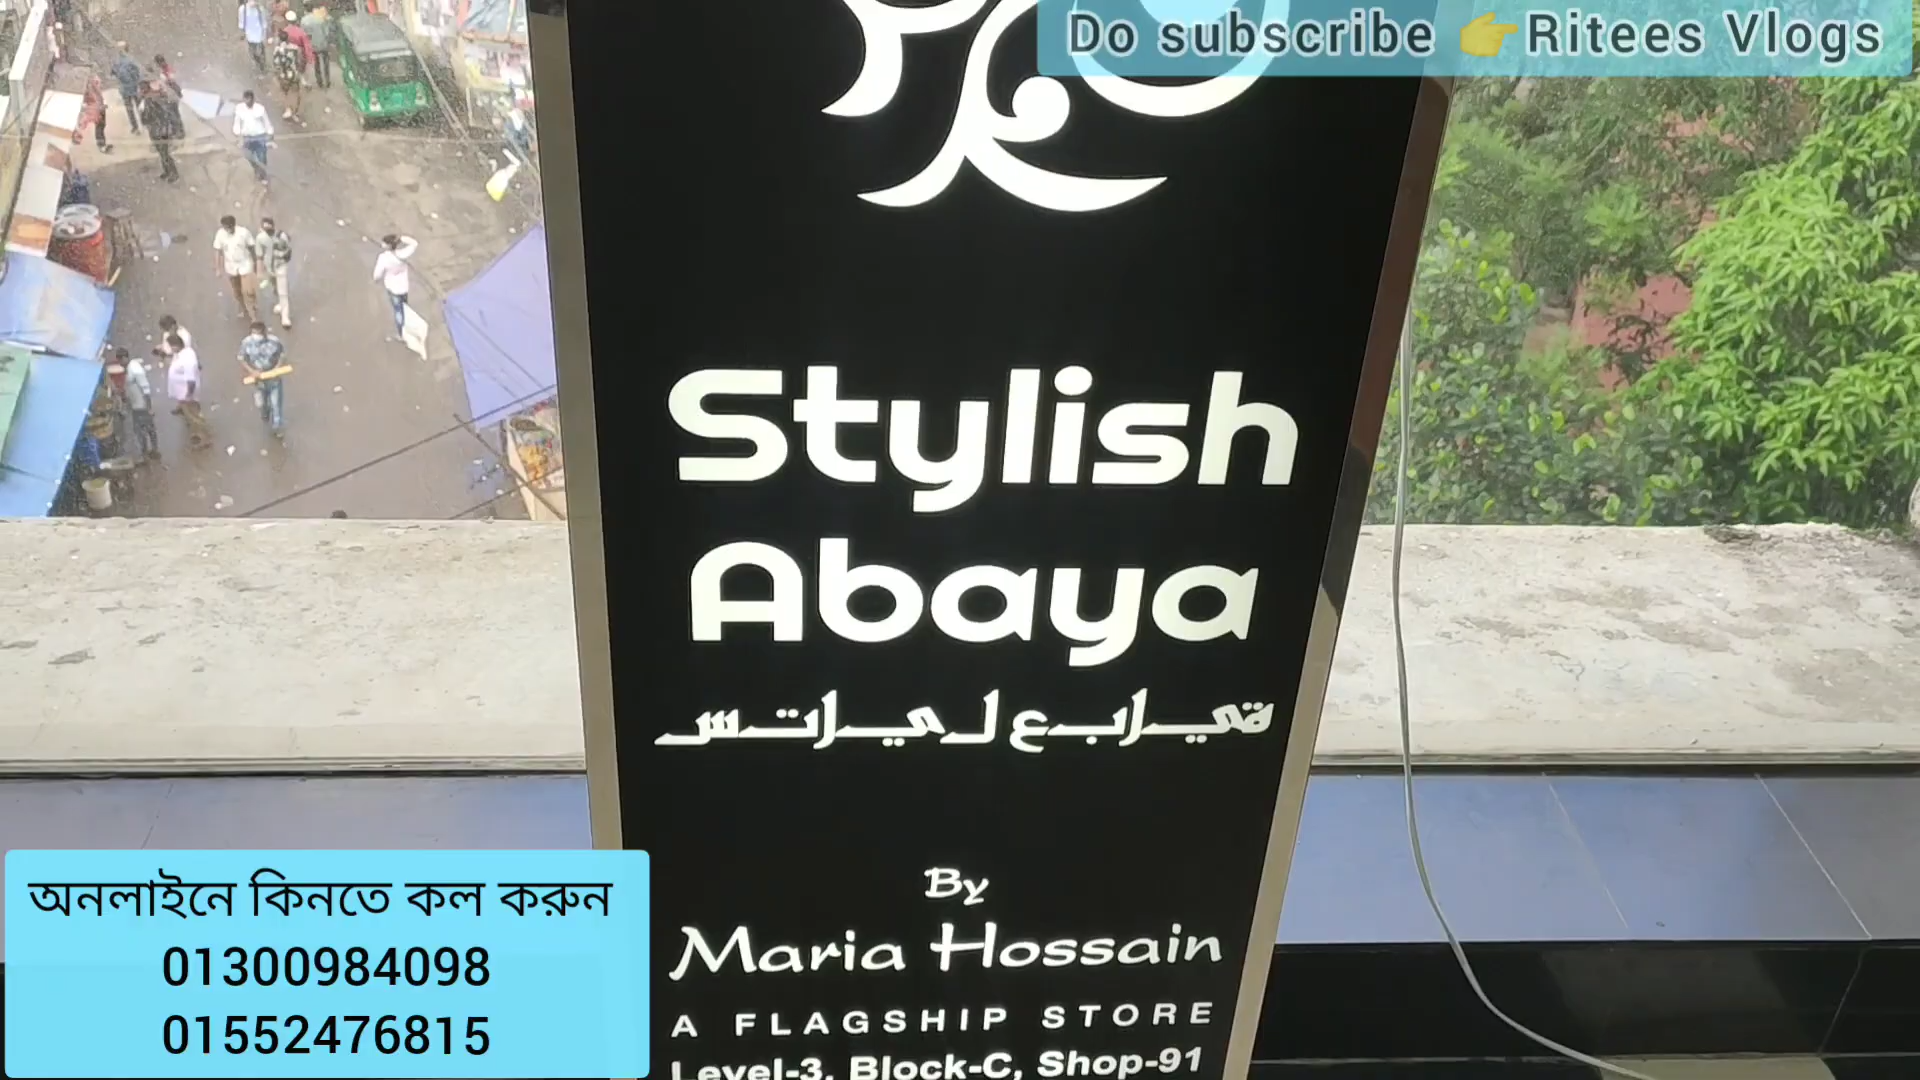 Do subscribe 👉Ritees Vlogs
Stylish
Abaya
By
Maria Hossain
A FLAGSHIP STORE
Level-3, Block-C, Shop-91
অনলাইনে কিনতে কল করুন
01300984098
01552476815